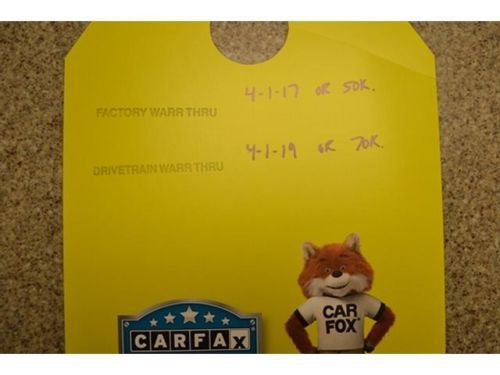 4-1-17 OR 50K.
FACTORY WARR THRU
4-1-19 OR 70K.
DRIVETRAIN WARR THRU
CAR
FOX
CARFAX